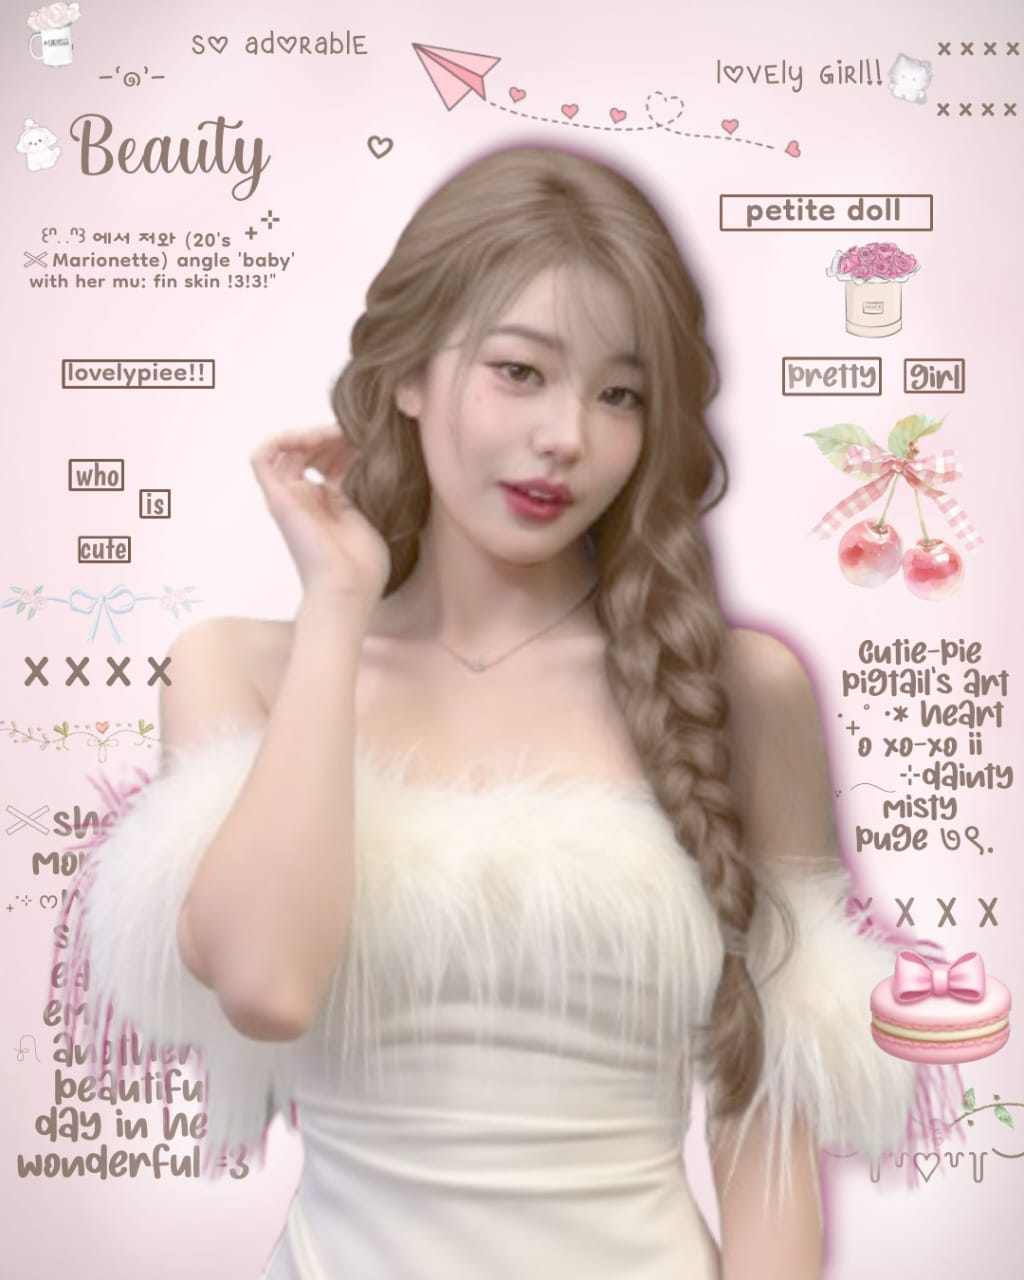 so adorable
lovely girl!!
x x x x
x x x x
Beauty
petite doll
에서 저와 (20's
Marionette) angle 'baby'
with her mu: fin skin !3!3!"
lovelypiee!!
pretty girl
who
is
cute
X X X X
cutie-pie
pigtail's art
heart
o xo-xo ii
dainty
misty
puge
X X X X
beautiful
day in he
wonderful =3